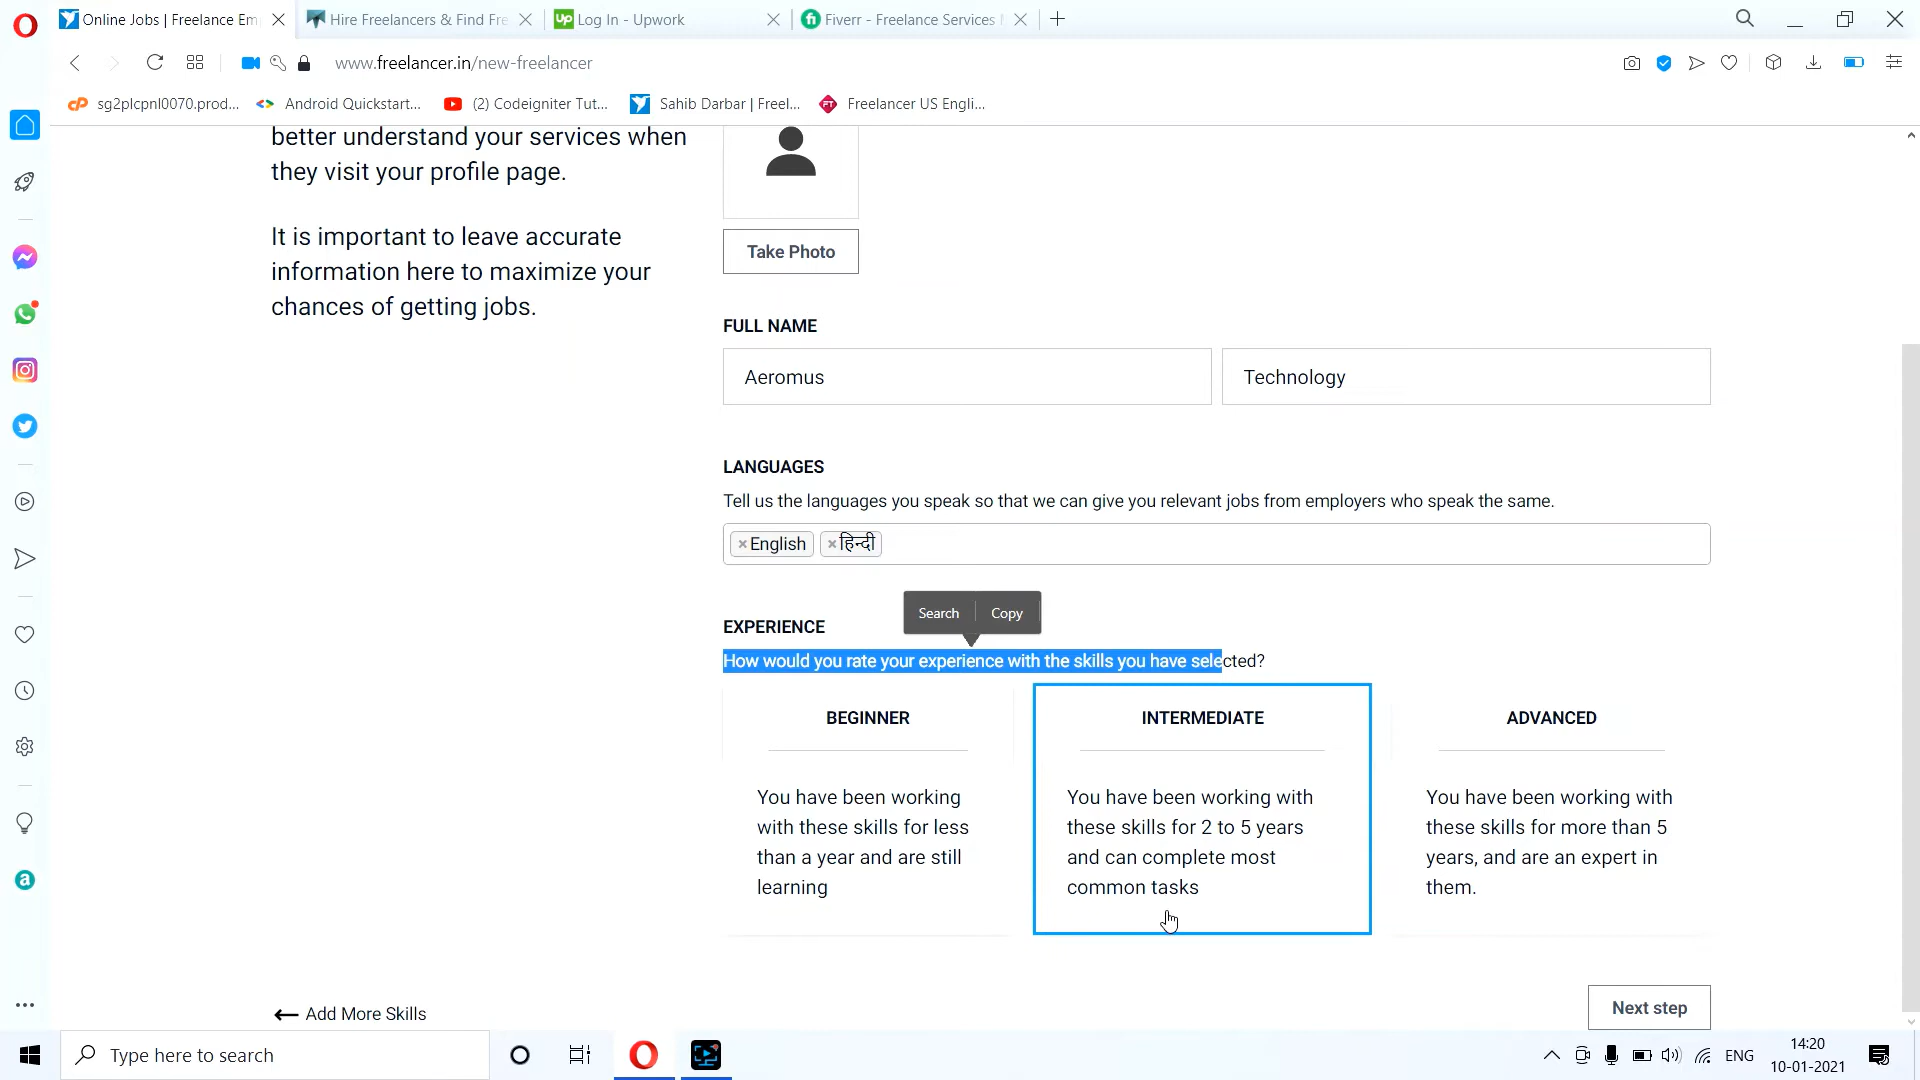 Online Jobs | Freelance Em
Hire Freelancers & Find Fre
Up Log In - Upwork
fi Fiverr - Freelance Services
www.freelancer.in/new-freelancer
cP sg2plcpnl0070.prod...
Android Quickstart...
(2) Codeigniter Tut...
Sahib Darbar | Freel...
FT Freelancer US Engli...
better understand your services when
they visit your profile page.
It is important to leave accurate
information here to maximize your
chances of getting jobs.
Take Photo
FULL NAME
Aeromus
Technology
LANGUAGES
Tell us the languages you speak so that we can give you relevant jobs from employers who speak the same.
×English ×हिन्दी
Search Copy
EXPERIENCE
How would you rate your experience with the skills you have selected?
BEGINNER
You have been working
with these skills for less
than a year and are still
learning
INTERMEDIATE
You have been working with
these skills for 2 to 5 years
and can complete most
common tasks
ADVANCED
You have been working with
these skills for more than 5
years, and are an expert in
them.
← Add More Skills
Next step
Type here to search
ENG
14:20
10-01-2021